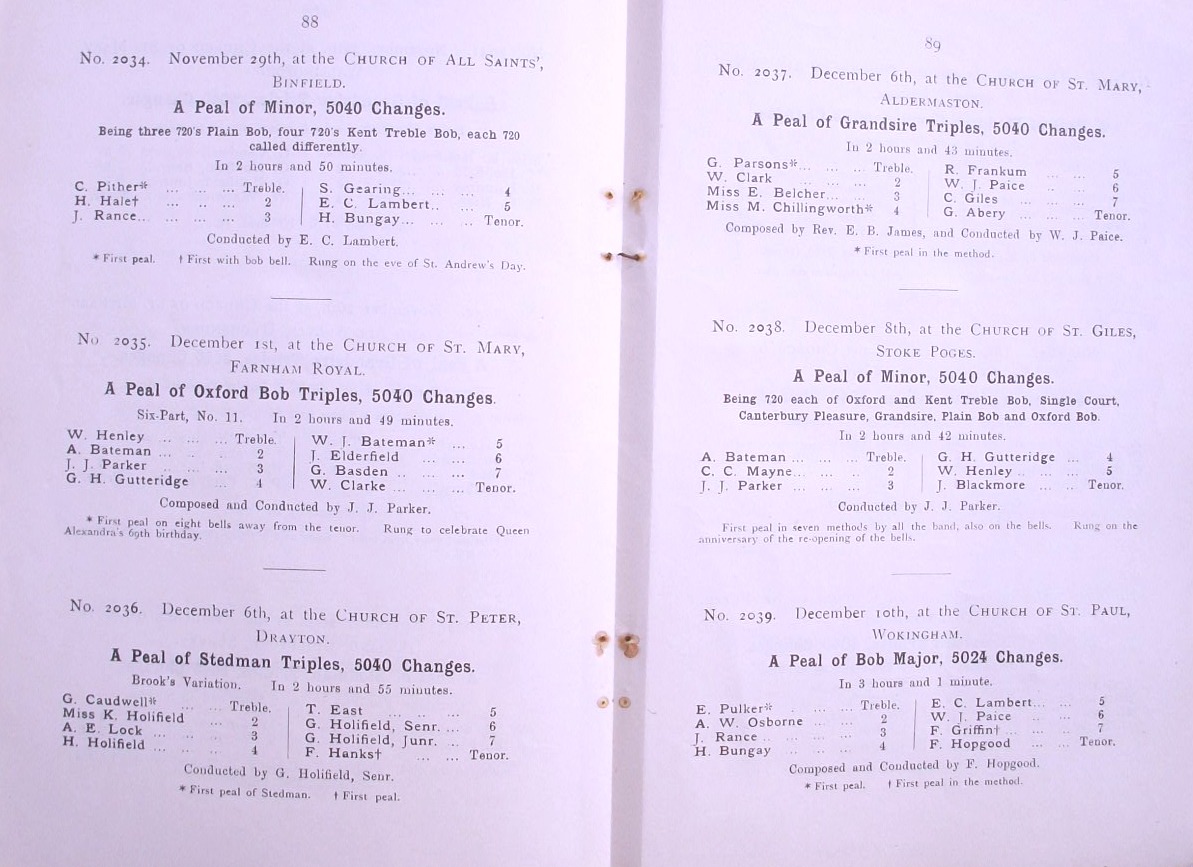 88
No. 2034. November 29th, at the CHURCH OF ALL SAINTS',
BINFIELD.
A Peal of Minor, 5040 Changes.
Being three 720's Plain Bob, four 720's Kent Treble Bob, each 720
called differently.
In 2 hours and 50 minutes.
C. Pither* ... ... ... Treble. S. Gearing... ... ... 4
H. Hale† ... ... ... 2 E. C. Lambert.. ... 5
J. Rance... ... ... 3 H. Bungay... ... ... Tenor.
Conducted by E. C. Lambert.
* First peal. † First with bob bell. Rung on the eve of St. Andrew's Day.
No 2035. December 1st, at the CHURCH OF ST. MARY,
FARNHAM ROYAL.
A Peal of Oxford Bob Triples, 5040 Changes.
Six-Part, No. 11. In 2 hours and 49 minutes.
W. Henley ... ... ... Treble. W. J. Bateman* ... 5
A. Bateman ... ... ... 2 J. Elderfield ... ... 6
J. J. Parker ... ... ... 3 G. Basden ... ... ... 7
G. H. Gutteridge ... 4 W. Clarke ... ... ... Tenor.
Composed and Conducted by J. J. Parker.
* First peal on eight bells away from the tenor. Rung to celebrate Queen
Alexandra's 69th birthday.
No. 2036. December 6th, at the CHURCH OF ST. PETER,
DRAYTON.
A Peal of Stedman Triples, 5040 Changes.
Brook's Variation. In 2 hours and 55 minutes.
G. Caudwell* ... ... Treble. T. East ... ... ... 5
Miss K. Holifield ... 2 G. Holifield, Senr. ... 6
A. E. Lock ... ... ... 3 G. Holifield, Junr. ... 7
H. Holifield ... ... ... 4 F. Hanks† ... ... Tenor.
Conducted by G. Holifield, Senr.
* First peal of Stedman. † First peal.
89
No. 2037. December 6th, at the CHURCH OF ST. MARY,
ALDERMASTON.
A Peal of Grandsire Triples, 5040 Changes.
In 2 hours and 43 minutes.
G. Parsons*... ... ... Treble. R. Frankum ... ... 5
W. Clark ... ... ... 2 W. J. Paice ... ... 6
Miss E. Belcher... ... 3 C. Giles ... ... ... 7
Miss M. Chillingworth* 4 G. Abery ... ... ... Tenor.
Composed by Rev. E. B. James, and Conducted by W. J. Paice.
* First peal in the method.
No. 2038. December 8th, at the CHURCH OF ST. GILES,
STOKE POGES.
A Peal of Minor, 5040 Changes.
Being 720 each of Oxford and Kent Treble Bob, Single Court,
Canterbury Pleasure, Grandsire, Plain Bob and Oxford Bob.
In 2 hours and 42 minutes.
A. Bateman ... ... ... Treble. G. H. Gutteridge ... 4
C. C. Mayne... ... ... 2 W. Henley ... ... ... 5
J. J. Parker ... ... ... 3 J. Blackmore ... ... Tenor.
Conducted by J. J. Parker.
First peal in seven methods by all the band, also on the bells. Rung on the
anniversary of the re-opening of the bells.
No. 2039. December 10th, at the CHURCH OF ST. PAUL,
WOKINGHAM.
A Peal of Bob Major, 5024 Changes.
In 3 hours and 1 minute.
E. Pulker* ... ... ... Treble. E. C. Lambert... ... 5
A. W. Osborne ... ... 2 W. J. Paice ... ... 6
J. Rance ... ... ... 3 F. Griffin† ... ... ... 7
H. Bungay ... ... ... 4 F. Hopgood ... ... Tenor.
Composed and Conducted by F. Hopgood.
* First peal. † First peal in the method.